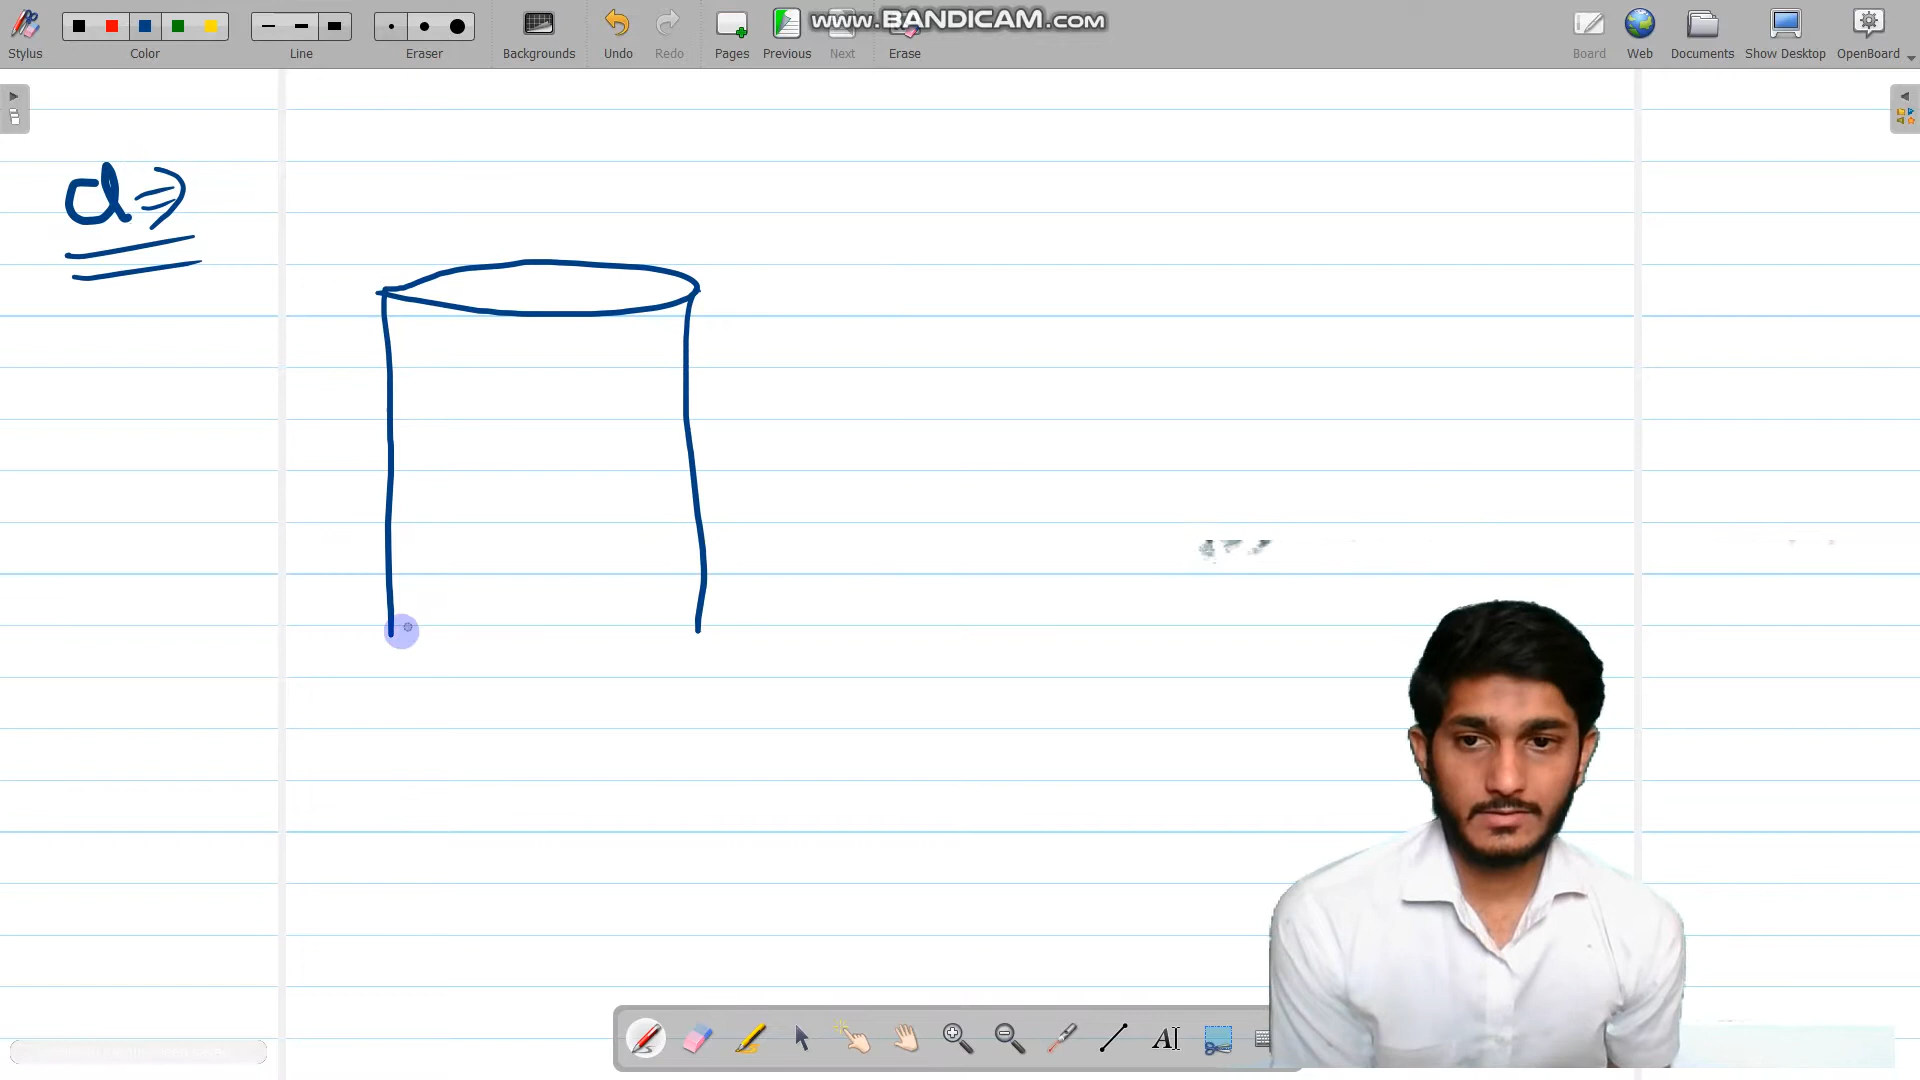 www.BANDICAM.com
Stylus Color Line Eraser Backgrounds Undo Redo Pages Previous Next Erase Board Web Documents Show Desktop OpenBoard
d⇒